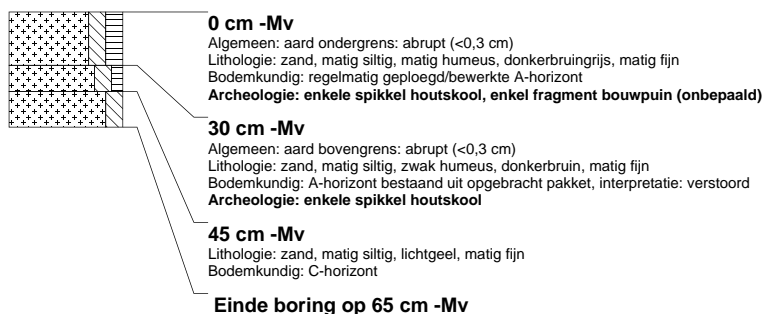 0 cm -Mv
Algemeen: aard ondergrens: abrupt (<0,3 cm)
Lithologie: zand, matig siltig, matig humeus, donkerbruingrijs, matig fijn
Bodemkundig: regelmatig geploegd/bewerkte A-horizont
Archeologie: enkele spikkel houtskool, enkel fragment bouwpuin (onbepaald)
30 cm -Mv
Algemeen: aard bovengrens: abrupt (<0,3 cm)
Lithologie: zand, matig siltig, zwak humeus, donkerbruin, matig fijn
Bodemkundig: A-horizont bestaand uit opgebracht pakket, interpretatie: verstoord
Archeologie: enkele spikkel houtskool
45 cm -Mv
Lithologie: zand, matig siltig, lichtgeel, matig fijn
Bodemkundig: C-horizont
Einde boring op 65 cm -Mv